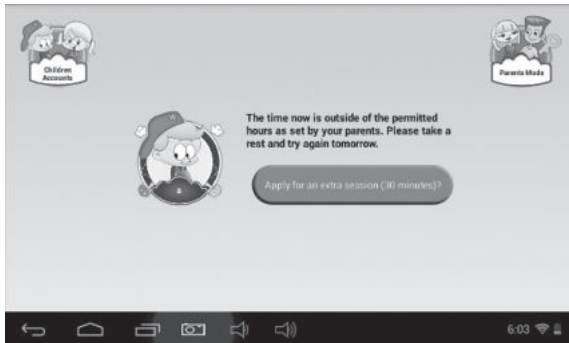 Children
Accounts
Parents Mode
The time now is outside of the permitted
hours as set by your parents. Please take a
rest and try again tomorrow.
a
Apply for an extra session (30 minutes)?
6:03